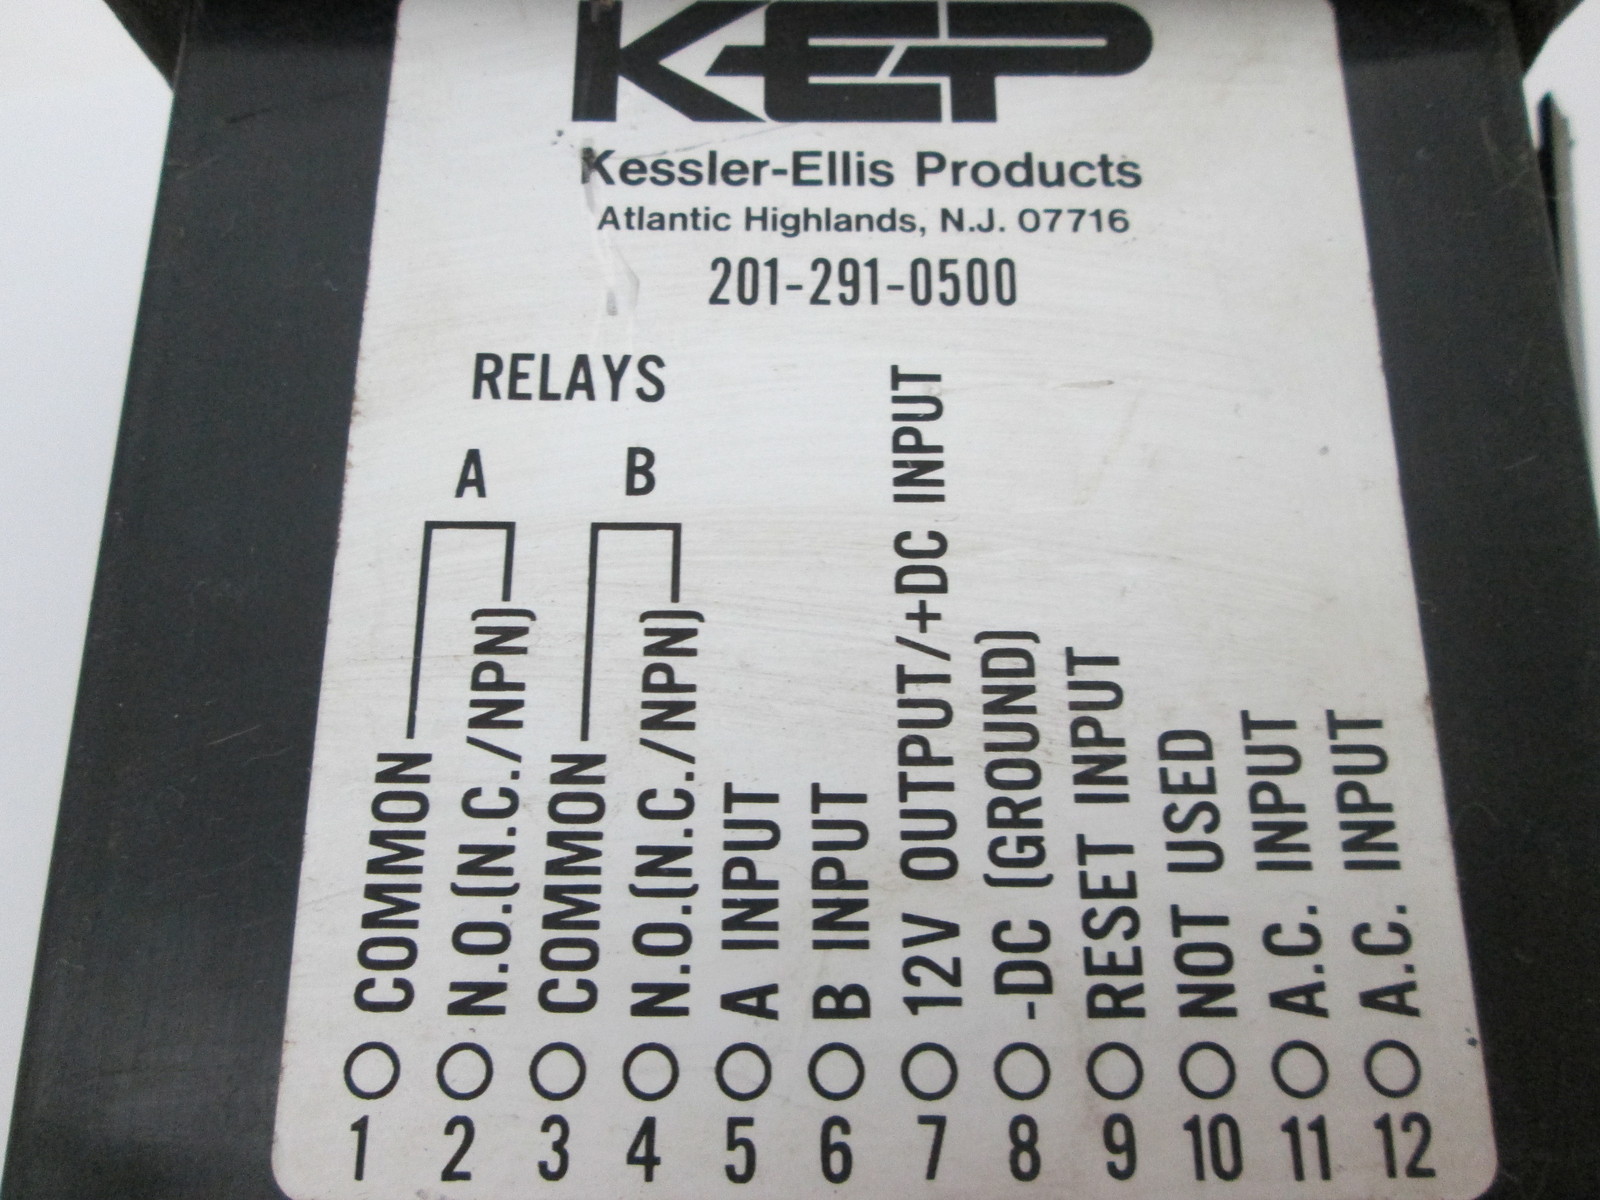 KEP
Kessler-Ellis Products
Atlantic Highlands, N.J. 07716
201-291-0500
RELAYS
A B
COMMON
N.O.(N.C./NPN)
COMMON
N.O.(N.C./NPN)
A INPUT
B INPUT
12V OUTPUT/+DC INPUT
-DC (GROUND)
RESET INPUT
NOT USED
A.C. INPUT
A.C. INPUT
1 2 3 4 5 6 7 8 9 10 11 12